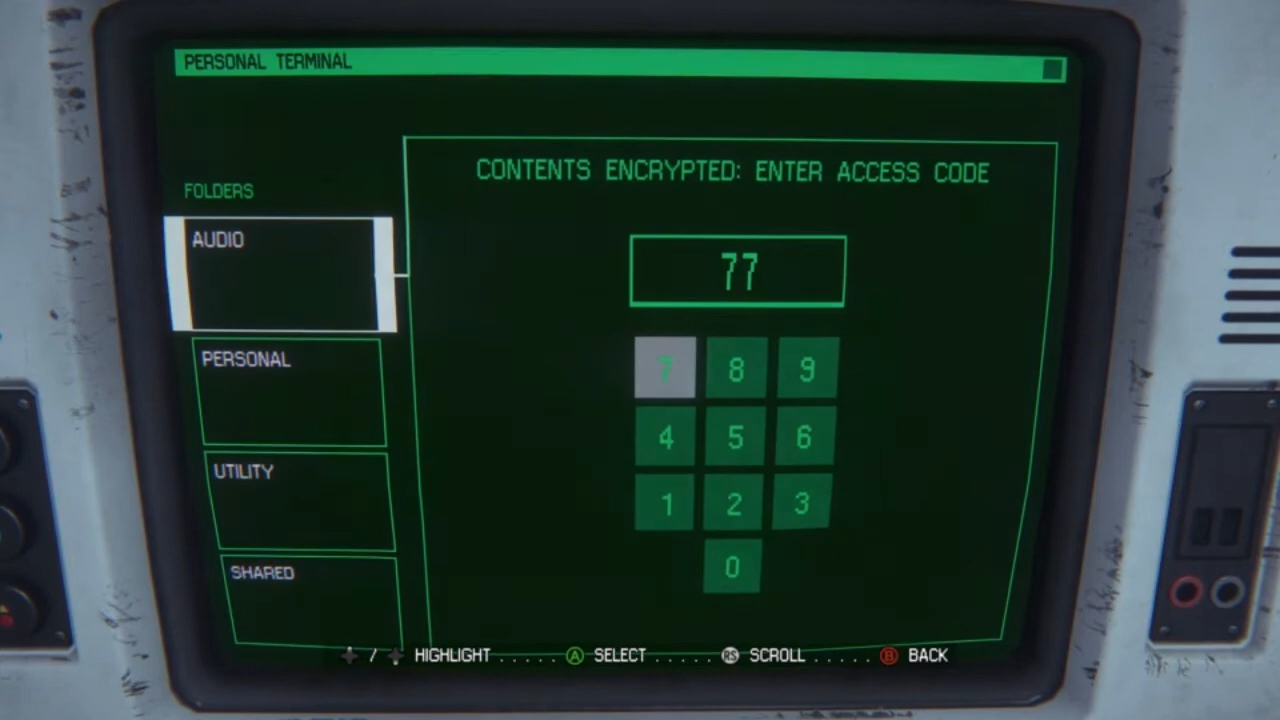 PERSONAL TERMINAL
CONTENTS ENCRYPTED: ENTER ACCESS CODE
FOLDERS
AUDIO
PERSONAL
UTILITY
SHARED
77
7 8 9
4 5 6
1 2 3
0
/ HIGHLIGHT ..... A SELECT ..... RS SCROLL ..... B BACK